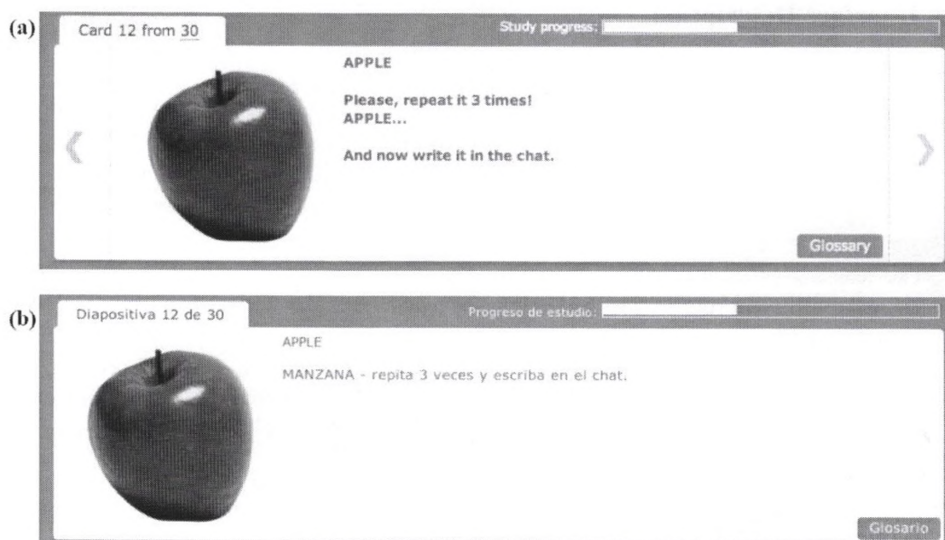 (a)
Card 12 from 30
Study progress:
APPLE
Please, repeat it 3 times!
APPLE...
And now write it in the chat.
Glossary
(b)
Diapositiva 12 de 30
Progreso de estudio:
APPLE
MANZANA - repita 3 veces y escriba en el chat.
Glosario